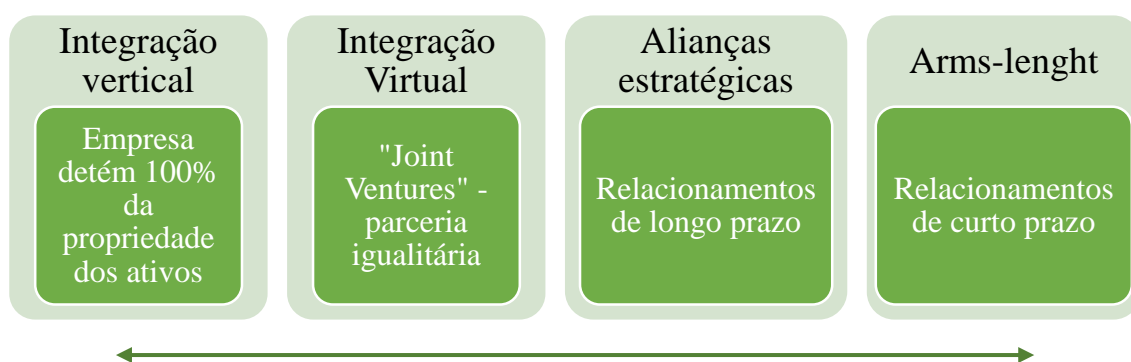 Integração
vertical
Empresa
detém 100%
da
propriedade
dos ativos
Integração
Virtual
"Joint
Ventures" -
parceria
igualitária
Alianças
estratégicas
Relacionamentos
de longo prazo
Arms-lenght
Relacionamentos
de curto prazo